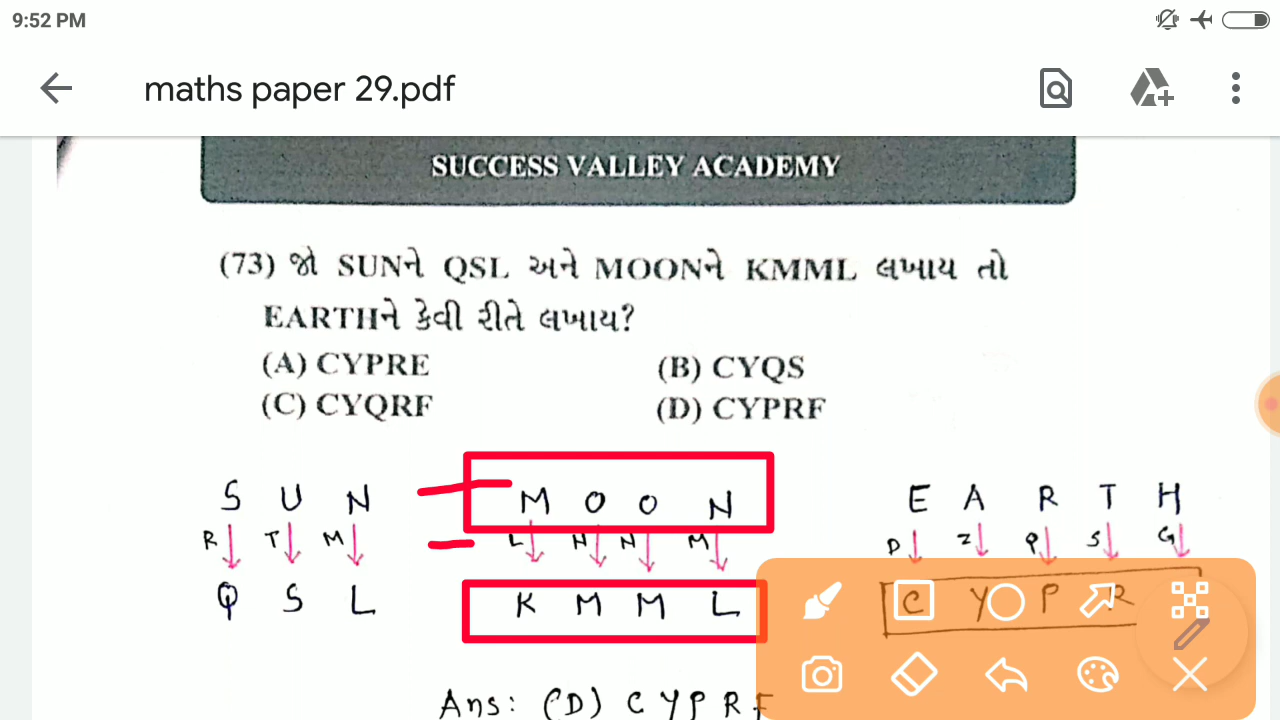 9:52 PM
maths paper 29.pdf
SUCCESS VALLEY ACADEMY
(73) જો SUNને QSL અને MOONને KMML લખાય તો
EARTHને કેવી રીતે લખાય?
(A) CYPRE (B) CYQS
(C) CYQRF (D) CYPRF
S U N M O O N E A R T H
R T M L N N M D Z Q S G
Q S L K M M L C Y P R
Ans: (D) C Y P R F